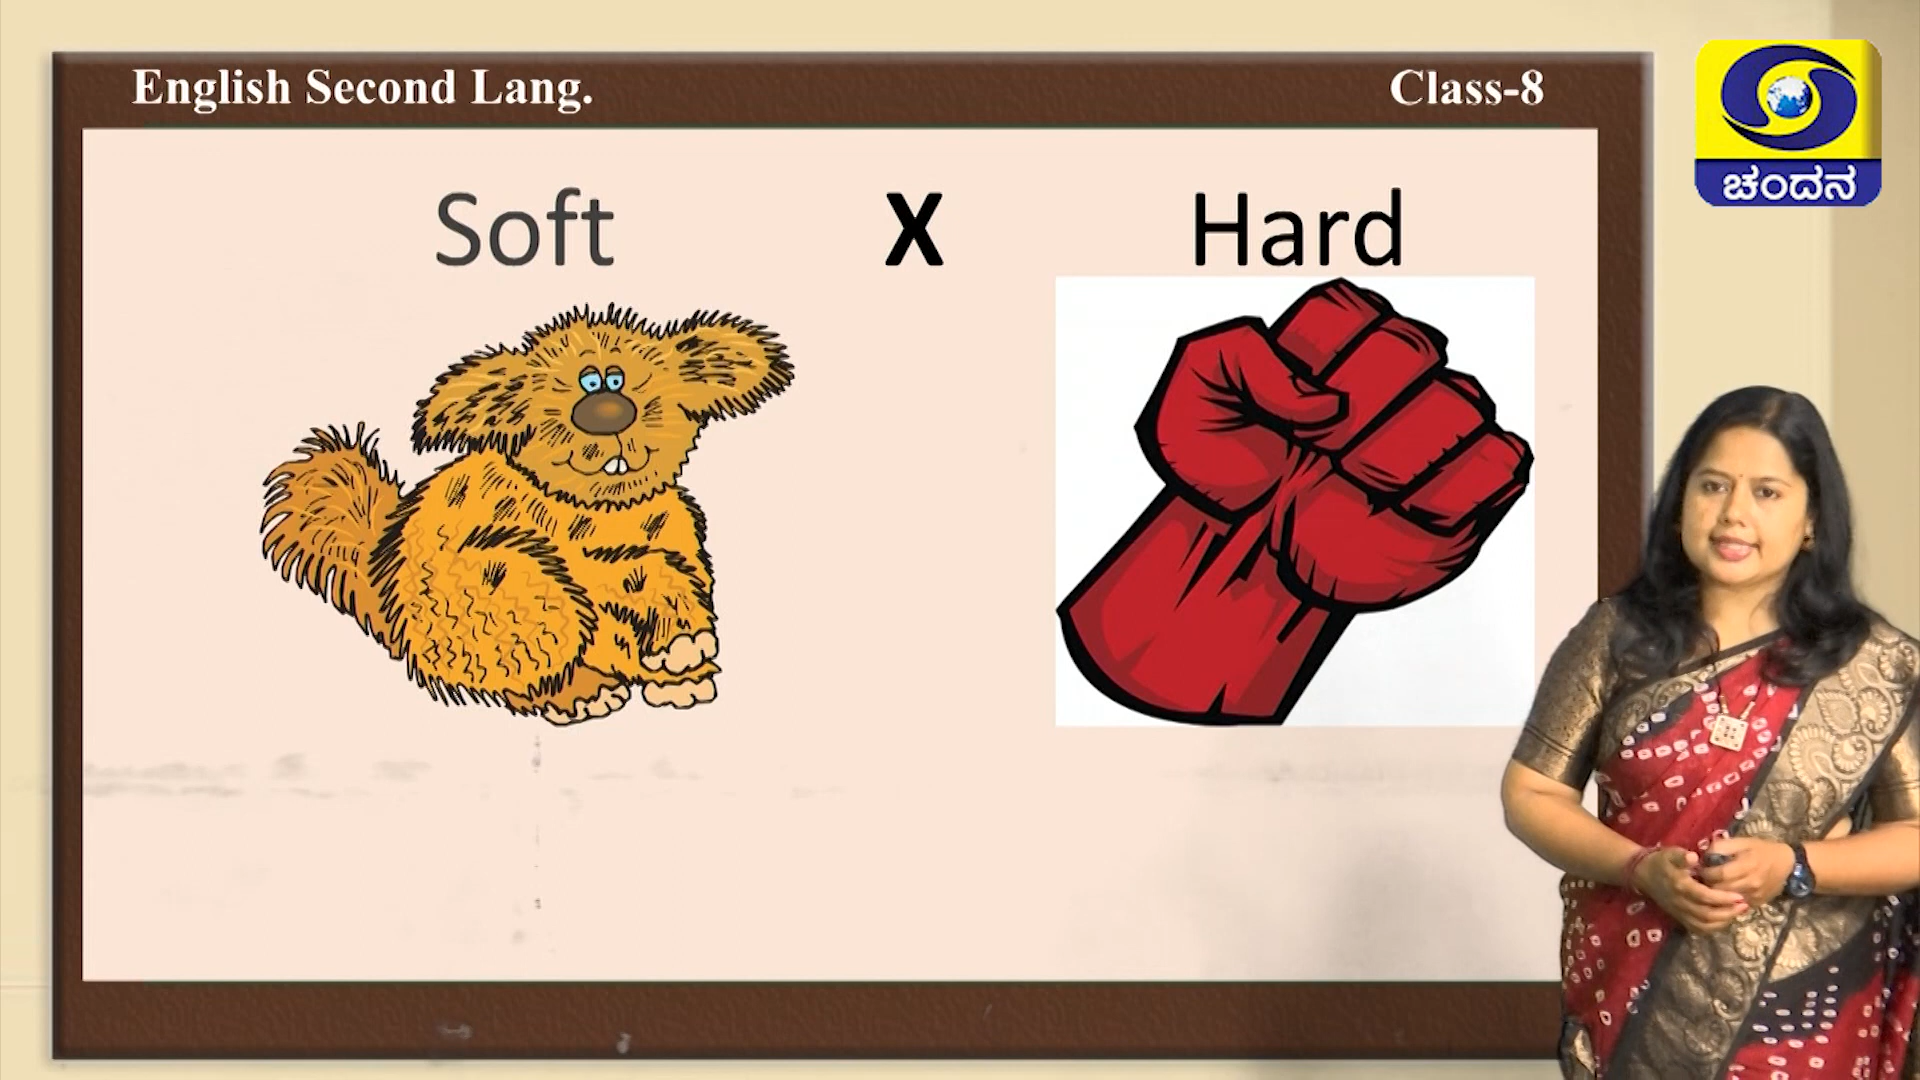 English Second Lang.
Class-8
ಚಂದನ
Soft X Hard